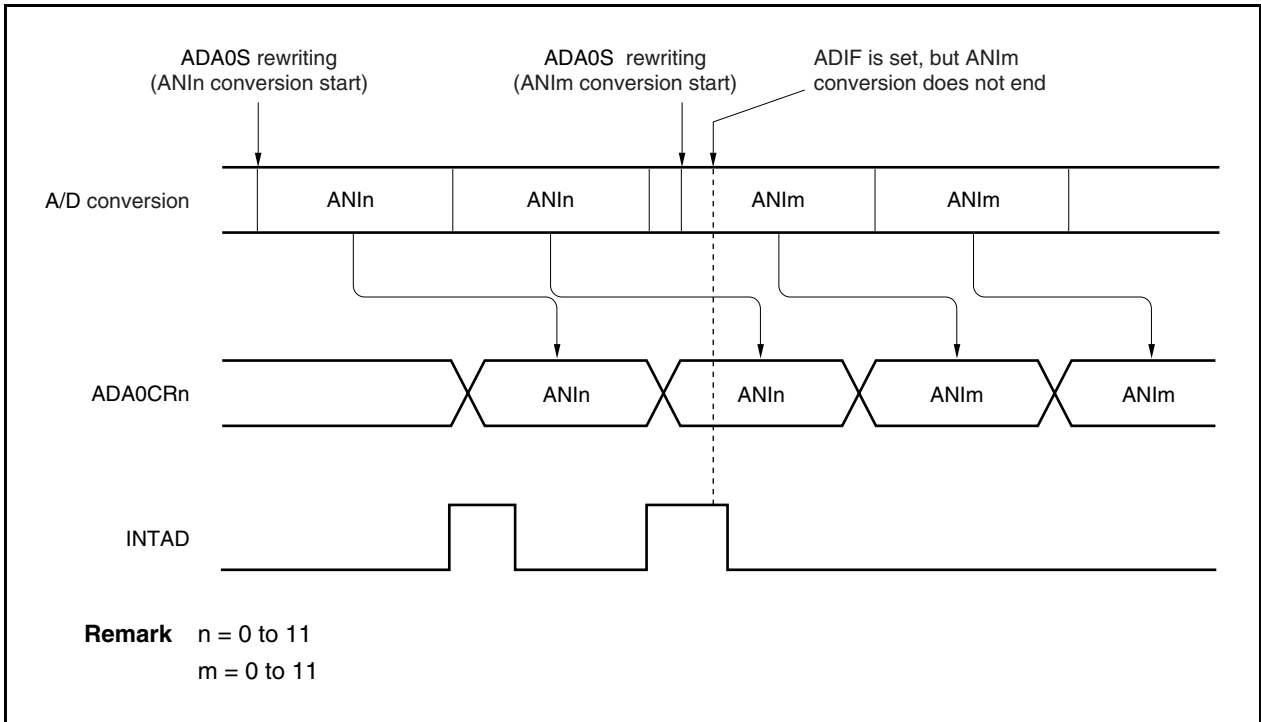 ADA0S rewriting
(ANIn conversion start)
ADA0S rewriting
(ANIm conversion start)
ADIF is set, but ANIm
conversion does not end
A/D conversion
ANIn
ANIn
ANIm
ANIm
ADA0CRn
ANIn
ANIn
ANIm
ANIm
INTAD
Remark n = 0 to 11
m = 0 to 11